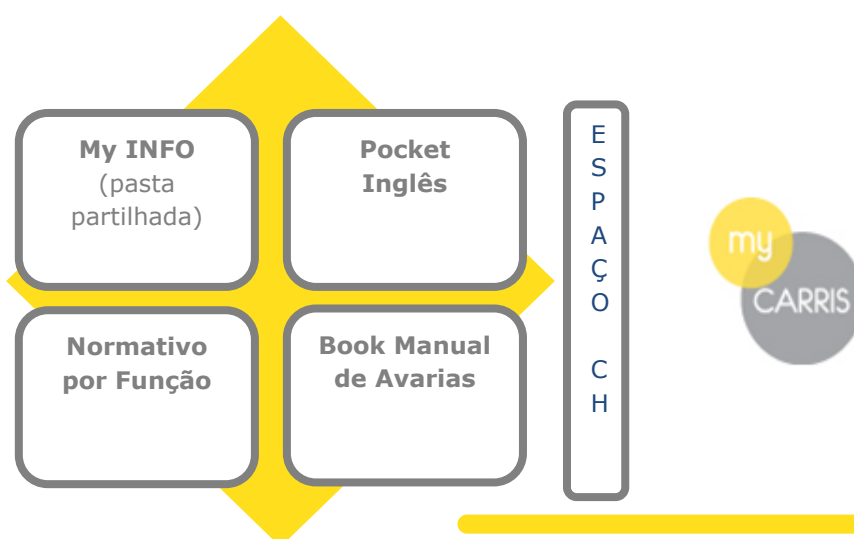 My INFO
(pasta
partilhada)
Pocket
Inglês
Normativo
por Função
Book Manual
de Avarias
E
S
P
A
Ç
O
C
H
my
CARRIS